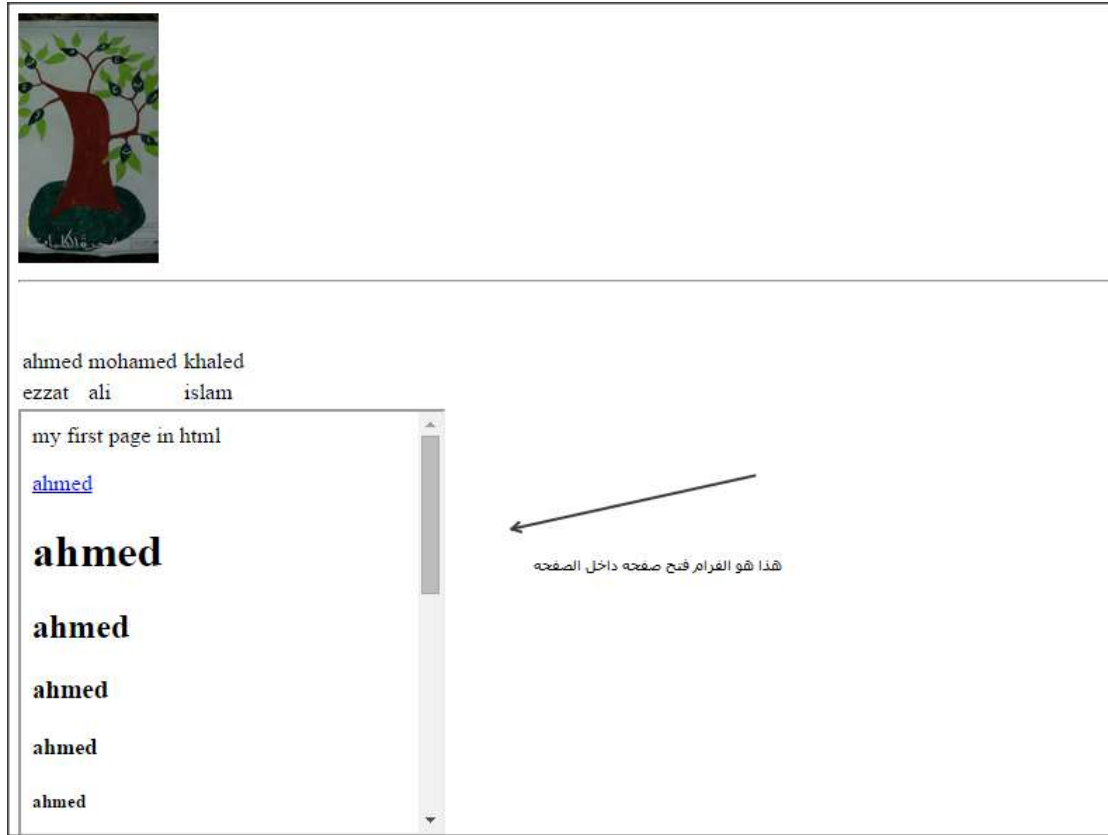 ahmed mohamed khaled
ezzat ali islam
my first page in html
ahmed
ahmed
ahmed
ahmed
ahmed
ahmed
هذا هو الفرام فتح صفحه داخل الصفحه